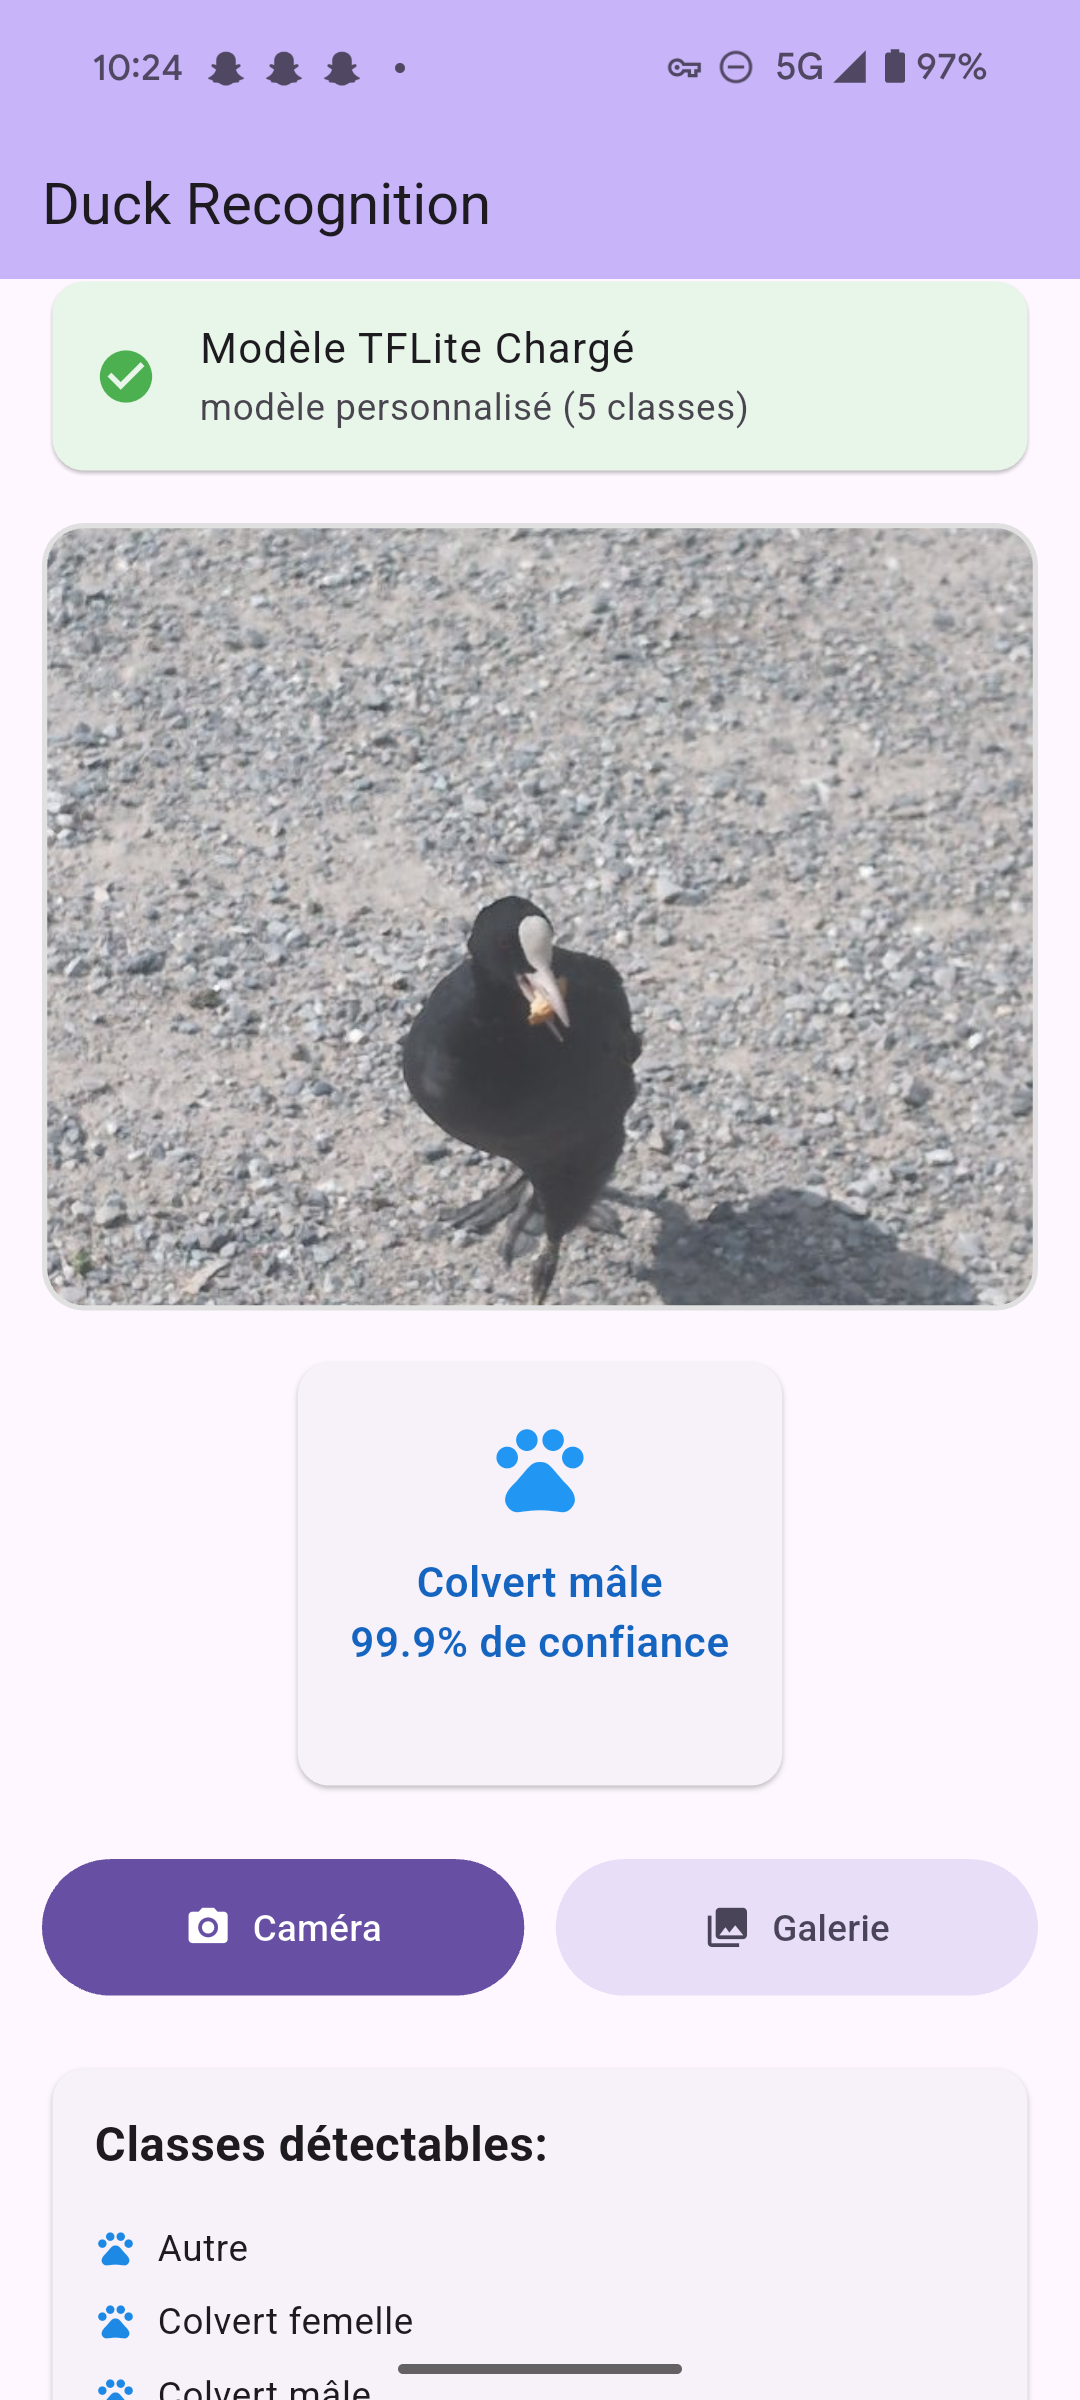 10:24
5G 97%
Duck Recognition
Modèle TFLite Chargé
modèle personnalisé (5 classes)
Colvert mâle
99.9% de confiance
Caméra
Galerie
Classes détectables:
Autre
Colvert femelle
Colvert mâle